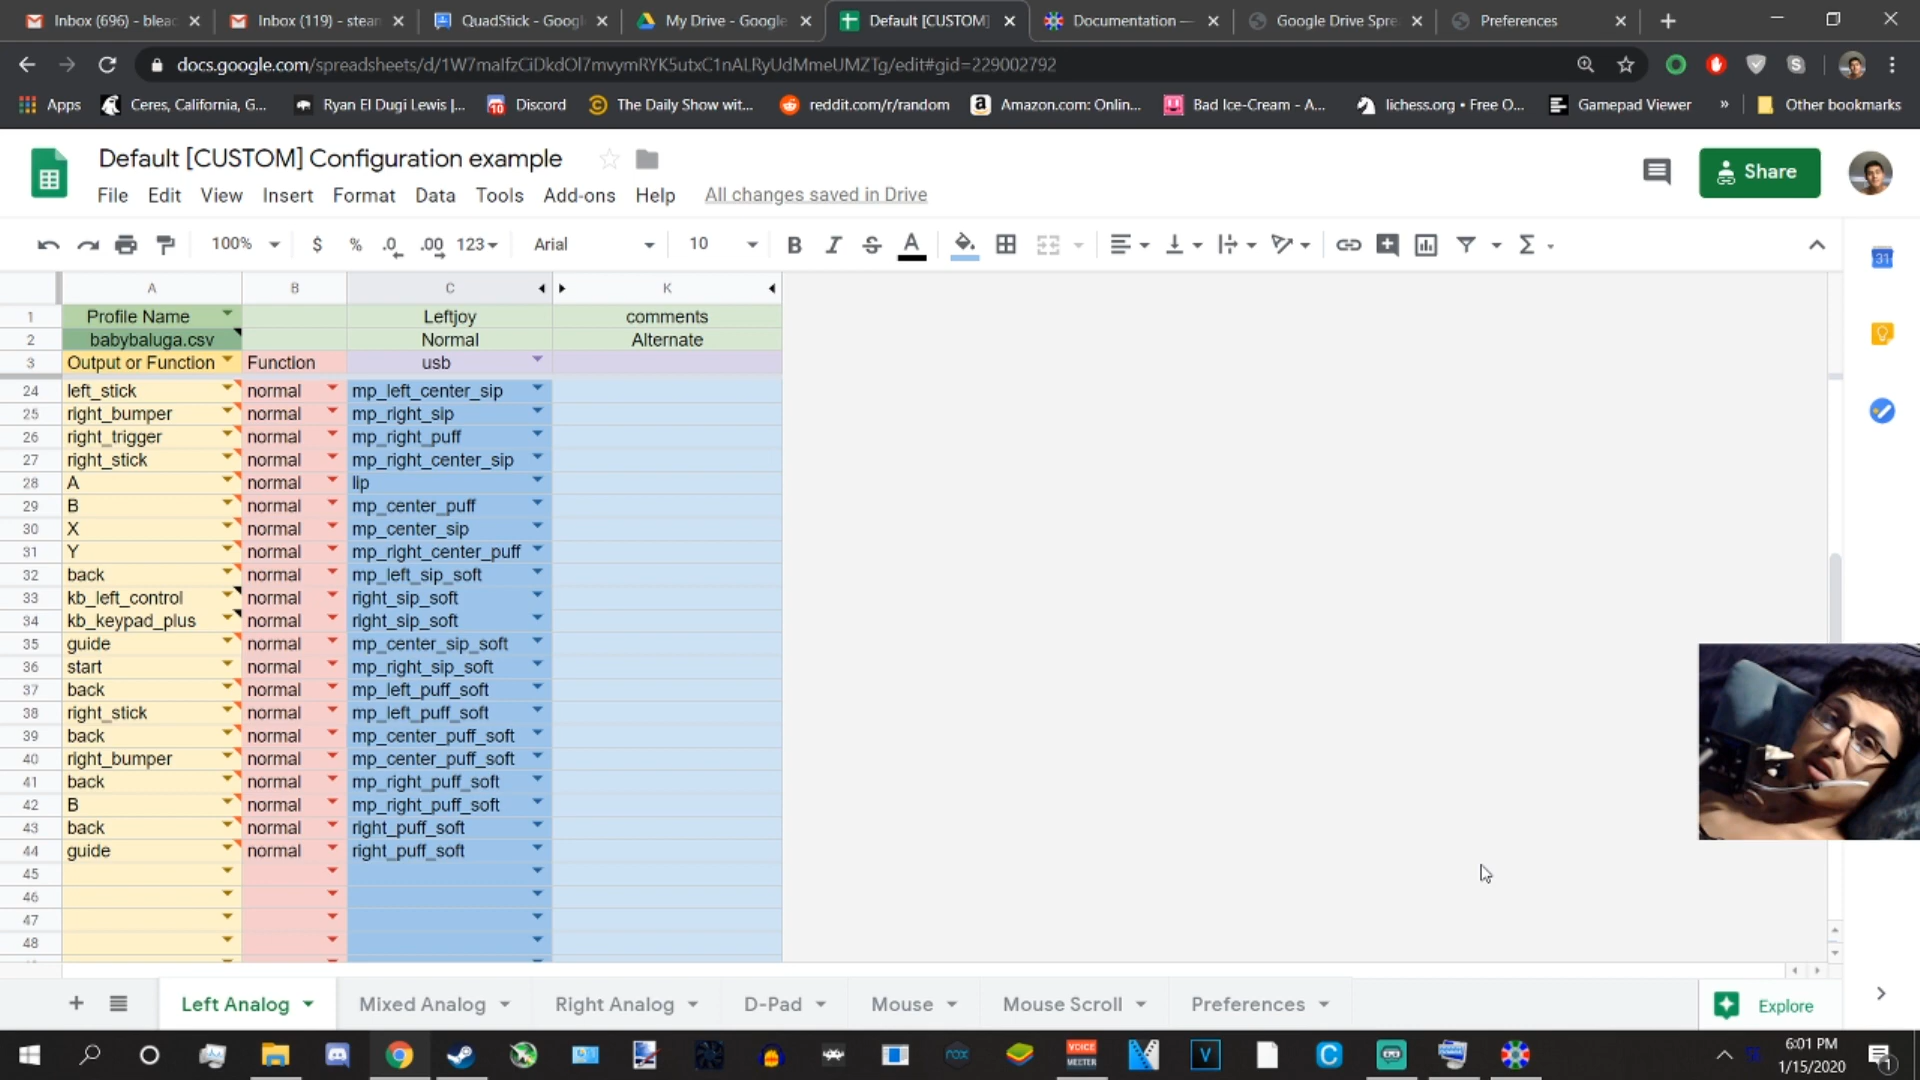 Inbox (696) - bleac
Inbox (119) - stean
QuadStick - Googl
My Drive - Google
Default [CUSTOM]
Documentation —
Google Drive Spre
Preferences
docs.google.com/spreadsheets/d/1W7maIfzCiDkdOl7mvymRYK5utxC1nALRyUdMmeUMZTg/edit#gid=229002792
Apps
Ceres, California, G...
Ryan El Dugi Lewis |...
Discord
The Daily Show wit...
reddit.com/r/random
Amazon.com: Onlin...
Bad Ice-Cream - A...
lichess.org • Free O...
Gamepad Viewer
»
Other bookmarks
Default [CUSTOM] Configuration example
Share
File Edit View Insert Format Data Tools Add-ons Help All changes saved in Drive
100% $ % .0 .00 123 Arial 10 B I S A
31
A B C K
1 Profile Name Leftjoy comments
2 babybaluga.csv Normal Alternate
3 Output or Function Function usb
24 left_stick normal mp_left_center_sip
25 right_bumper normal mp_right_sip
26 right_trigger normal mp_right_puff
27 right_stick normal mp_right_center_sip
28 A normal lip
29 B normal mp_center_puff
30 X normal mp_center_sip
31 Y normal mp_right_center_puff
32 back normal mp_left_sip_soft
33 kb_left_control normal right_sip_soft
34 kb_keypad_plus normal right_sip_soft
35 guide normal mp_center_sip_soft
36 start normal mp_right_sip_soft
37 back normal mp_left_puff_soft
38 right_stick normal mp_left_puff_soft
39 back normal mp_center_puff_soft
40 right_bumper normal mp_center_puff_soft
41 back normal mp_right_puff_soft
42 B normal mp_right_puff_soft
43 back normal right_puff_soft
44 guide normal right_puff_soft
45
46
47
48
Left Analog Mixed Analog Right Analog D-Pad Mouse Mouse Scroll Preferences
Explore
nox
VOICE
MEETER
V
C
6:01 PM
1/15/2020
1